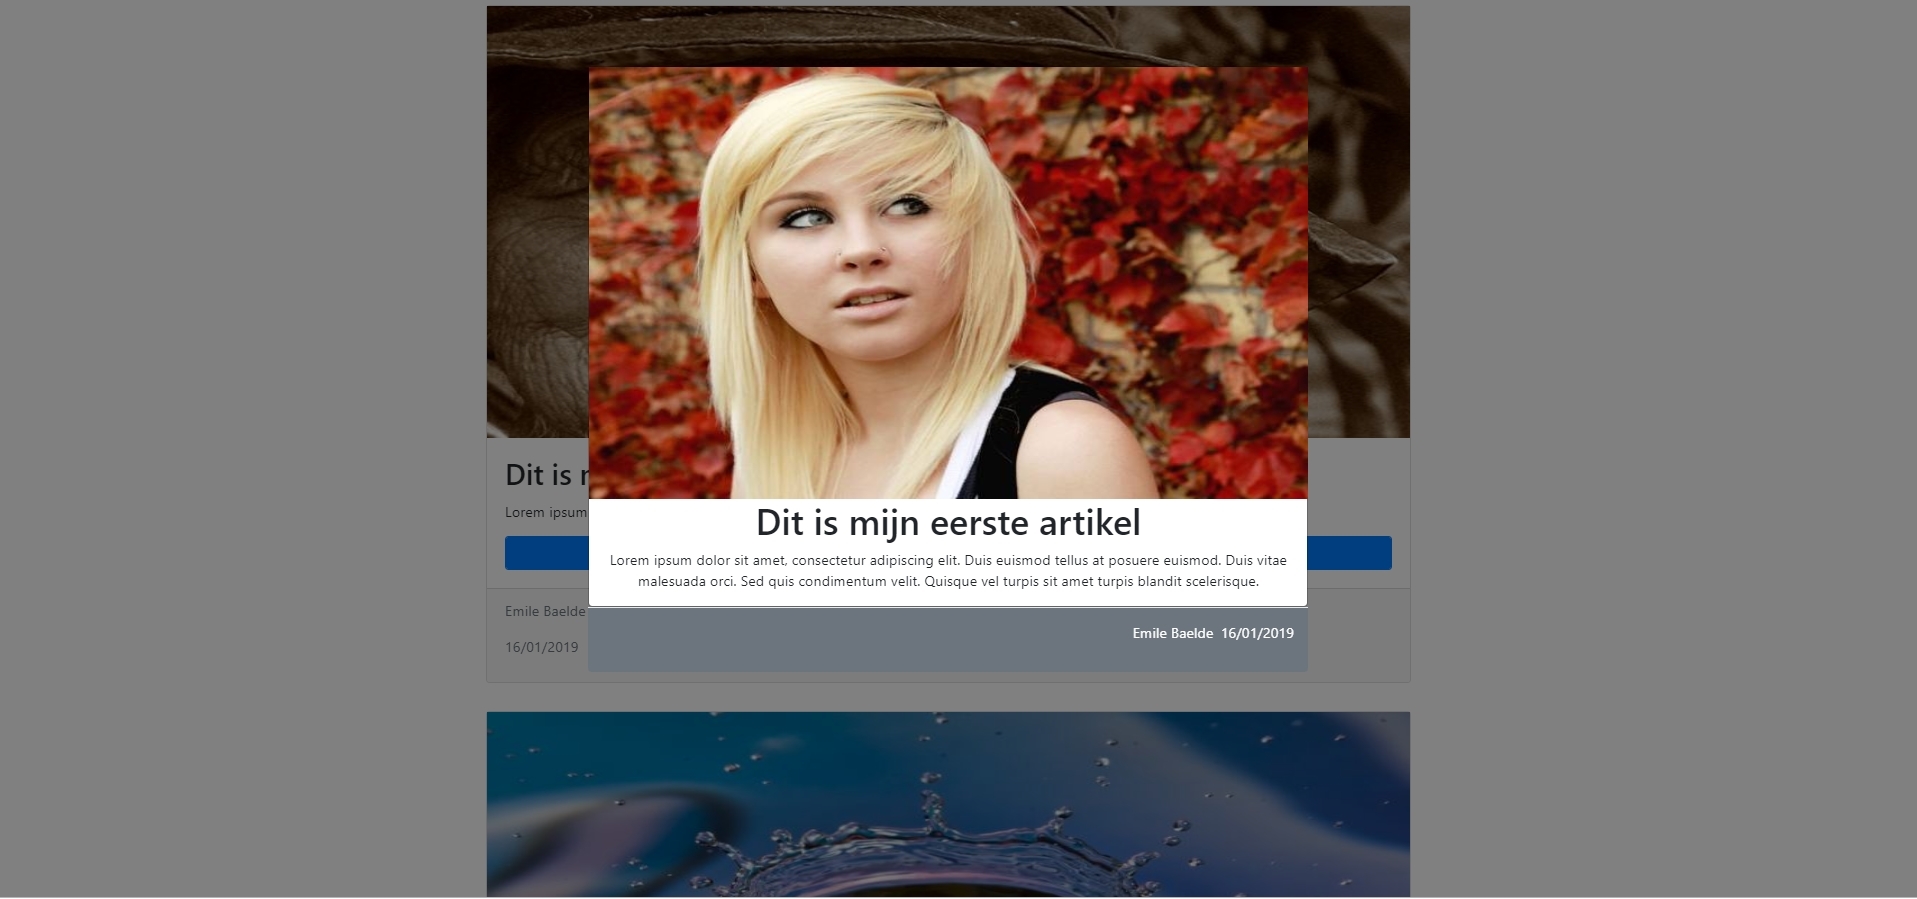 Dit is mijn eerste artikel
Lorem ipsum dolor sit amet, consectetur adipiscing elit. Duis euismod tellus at posuere euismod. Duis vitae
malesuada orci. Sed quis condimentum velit. Quisque vel turpis sit amet turpis blandit scelerisque.
Emile Baelde 16/01/2019
Dit is
Lorem ipsum
Emile Baelde
16/01/2019